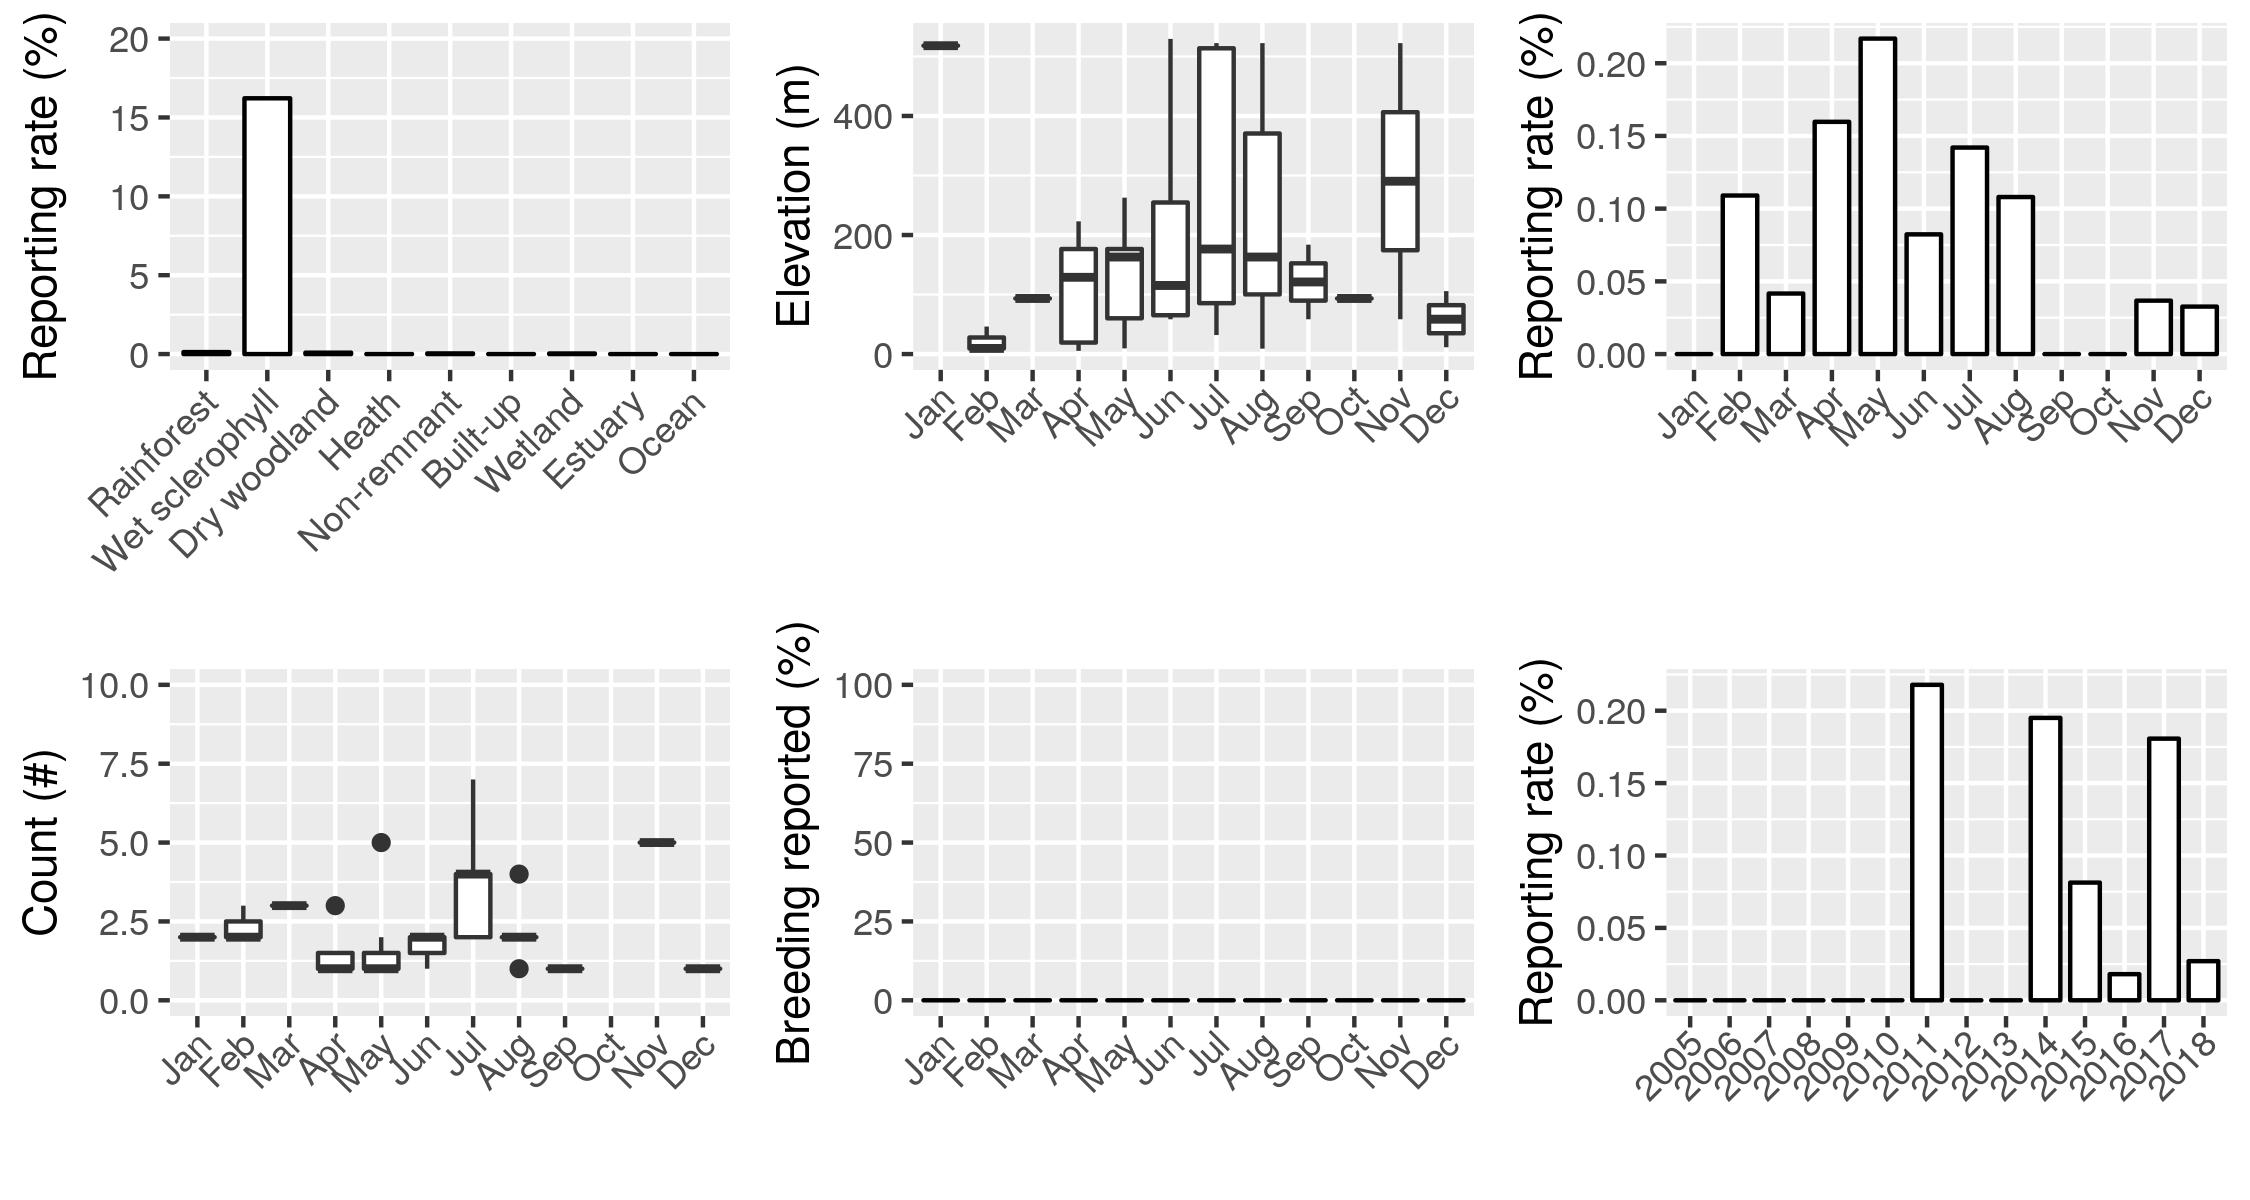 Reporting rate (%)
20
15
10
5
0
Rainforest
Wet sclerophyll
Dry woodland
Heath
Non-remnant
Built-up
Wetland
Estuary
Ocean
Elevation (m)
400
200
0
Jan
Feb
Mar
Apr
May
Jun
Jul
Aug
Sep
Oct
Nov
Dec
Reporting rate (%)
0.20
0.15
0.10
0.05
0.00
Jan
Feb
Mar
Apr
May
Jun
Jul
Aug
Sep
Oct
Nov
Dec
Count (#)
10.0
7.5
5.0
2.5
0.0
Jan
Feb
Mar
Apr
May
Jun
Jul
Aug
Sep
Oct
Nov
Dec
Breeding reported (%)
100
75
50
25
0
Jan
Feb
Mar
Apr
May
Jun
Jul
Aug
Sep
Oct
Nov
Dec
Reporting rate (%)
0.20
0.15
0.10
0.05
0.00
2005
2006
2007
2008
2009
2010
2011
2012
2013
2014
2015
2016
2017
2018